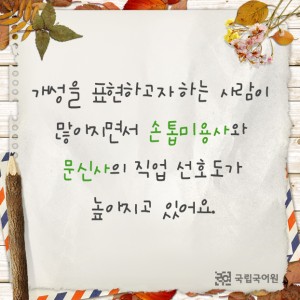 개성을 표현하고자 하는 사람이
많아지면서 손톱미용사와
문신사의 직업 선호도가
높아지고 있어요.
국립국어원